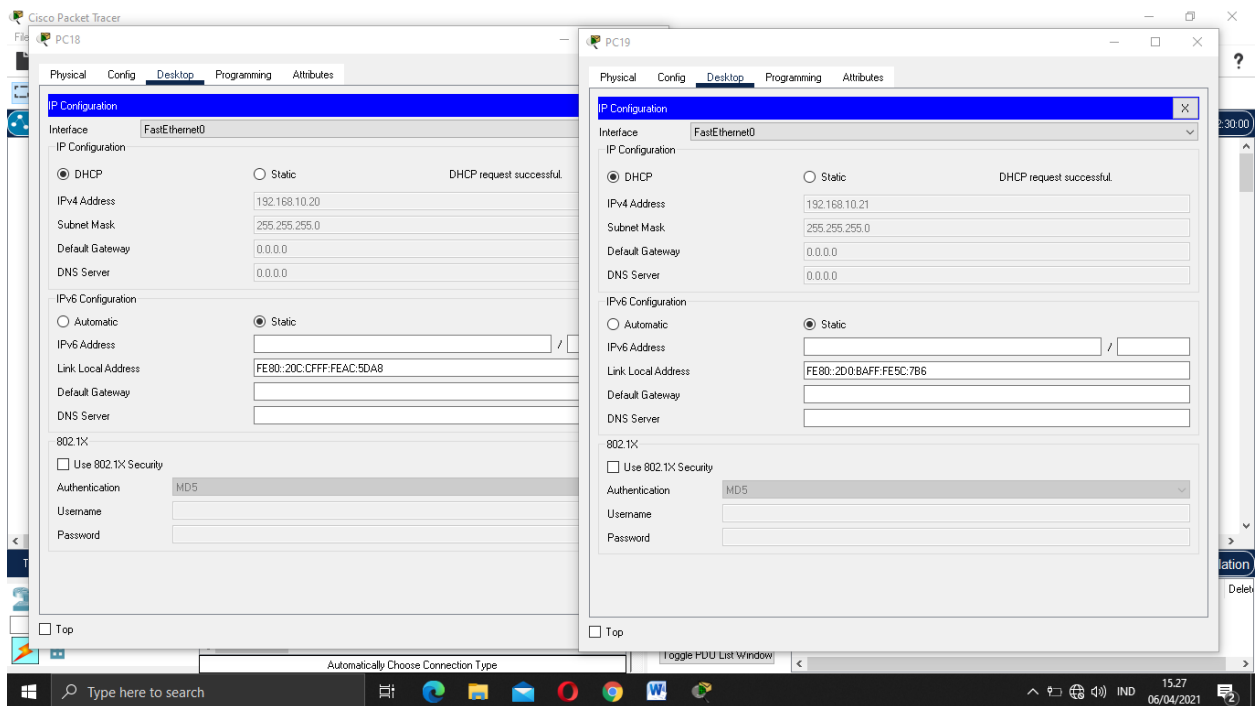 Cisco Packet Tracer
File
PC18
Physical Config Desktop Programming Attributes
IP Configuration
Interface FastEthernet0
IP Configuration
DHCP Static DHCP request successful.
IPv4 Address 192.168.10.20
Subnet Mask 255.255.255.0
Default Gateway 0.0.0.0
DNS Server 0.0.0.0
IPv6 Configuration
Automatic Static
IPv6 Address /
Link Local Address FE80::20C:CFFF:FEAC:5DA8
Default Gateway
DNS Server
802.1X
Use 802.1X Security
Authentication MD5
Username
Password
Top
PC19
Physical Config Desktop Programming Attributes
IP Configuration X
Interface FastEthernet0
IP Configuration
DHCP Static DHCP request successful.
IPv4 Address 192.168.10.21
Subnet Mask 255.255.255.0
Default Gateway 0.0.0.0
DNS Server 0.0.0.0
IPv6 Configuration
Automatic Static
IPv6 Address /
Link Local Address FE80::2D0:BAFF:FE5C:7B6
Default Gateway
DNS Server
802.1X
Use 802.1X Security
Authentication MD5
Username
Password
Top
?
2:30:00
lation
Delet
Automatically Choose Connection Type
Toggle PDU List Window
Type here to search
IND
15.27
06/04/2021
2